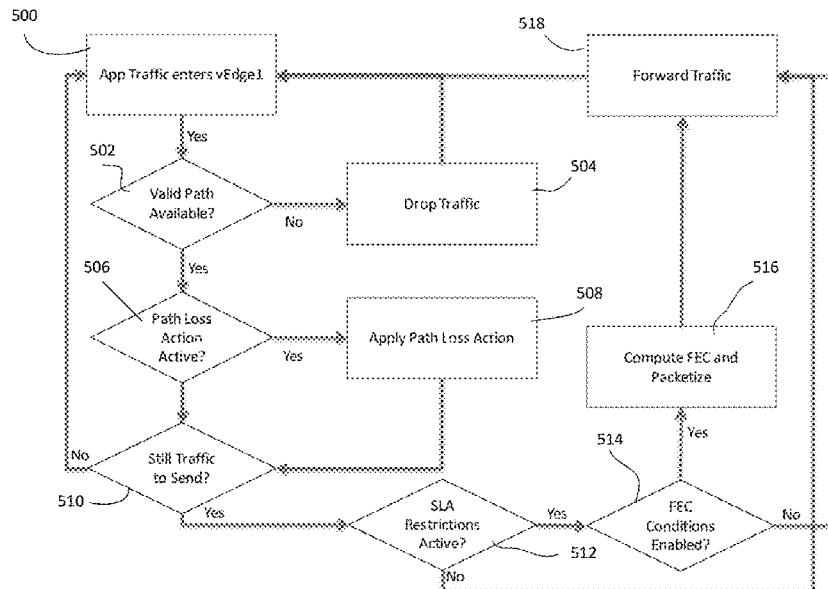 500
App Traffic enters vEdge1
518
Forward Traffic
Yes
502
Valid Path
Available?
No
504
Drop Traffic
Yes
506
Path Loss
Action
Active?
Yes
508
Apply Path Loss Action
516
Compute FEC and
Packetize
Yes
No
Still Traffic
to Send?
510
Yes
SLA
Restrictions
Active?
512
Yes
514
FEC
Conditions
Enabled?
No
No